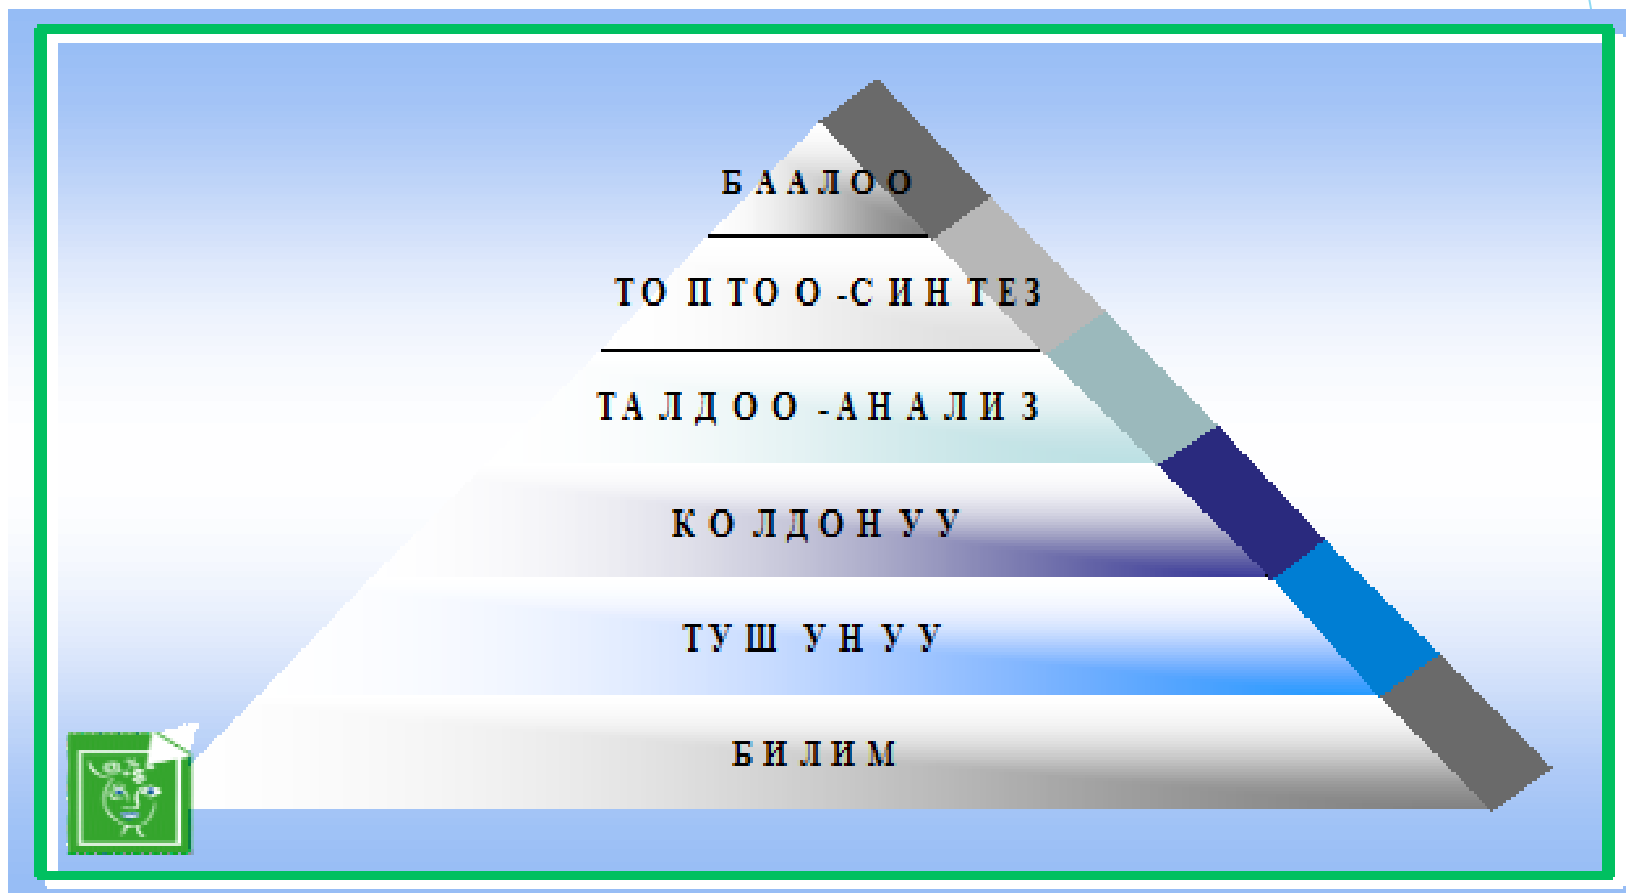 БААЛОО
ТОПТОО-СИНТЕЗ
ТАЛДОО-АНАЛИЗ
КОЛДОНУУ
ТУШУНУУ
БИЛИМ